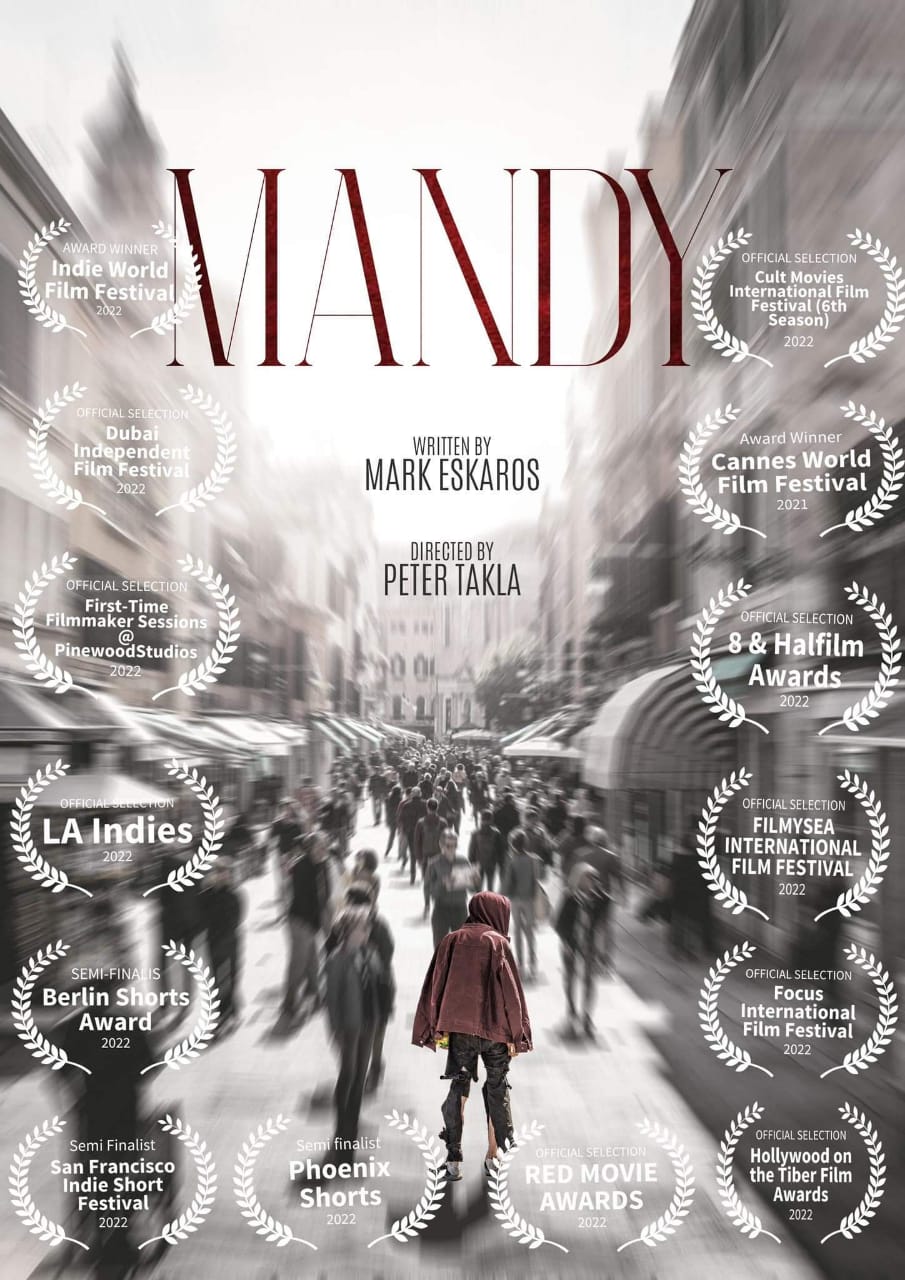 MANDY
AWARD WINNER
Indie World
Film Festival
2022
OFFICIAL SELECTION
Cult Movies
International Film
Festival (6th
Season)
2022
WRITTEN BY
MARK ESKAROS
DIRECTED BY
PETER TAKLA
OFFICIAL SELECTION
Dubai
Independent
Film Festival
2022
Award Winner
Cannes World
Film Festival
2021
OFFICIAL SELECTION
First-Time
Filmmaker Sessions
@
PinewoodStudios
2022
OFFICIAL SELECTION
8 & Halfilm
Awards
2022
OFFICIAL SELECTION
LA Indies
2022
OFFICIAL SELECTION
FILMYSEA
INTERNATIONAL
FILM FESTIVAL
2022
SEMI-FINALIS
Berlin Shorts
Award
2022
OFFICIAL SELECTION
Focus
International
Film Festival
2022
Semi Finalist
San Francisco
Indie Short
Festival
2022
Semi finalist
Phoenix
Shorts
2022
OFFICIAL SELECTION
RED MOVIE
AWARDS
2022
OFFICIAL SELECTION
Hollywood on
the Tiber Film
Awards
2022